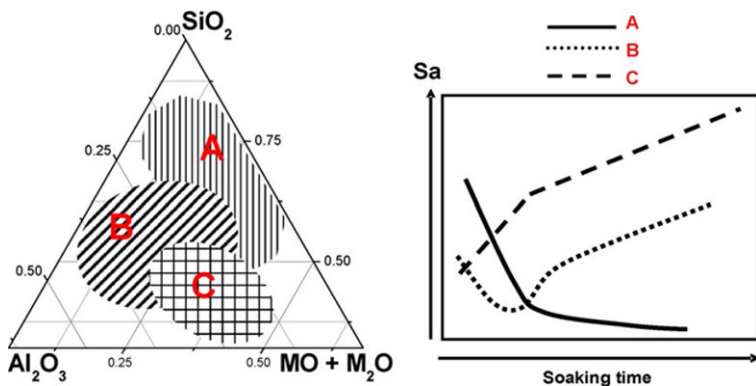 SiO₂
0.00
A
0.25
0.75
B
0.50
0.50
C
Al₂O₃
0.25
0.50
MO + M₂O
A
B
C
Sa
Soaking time